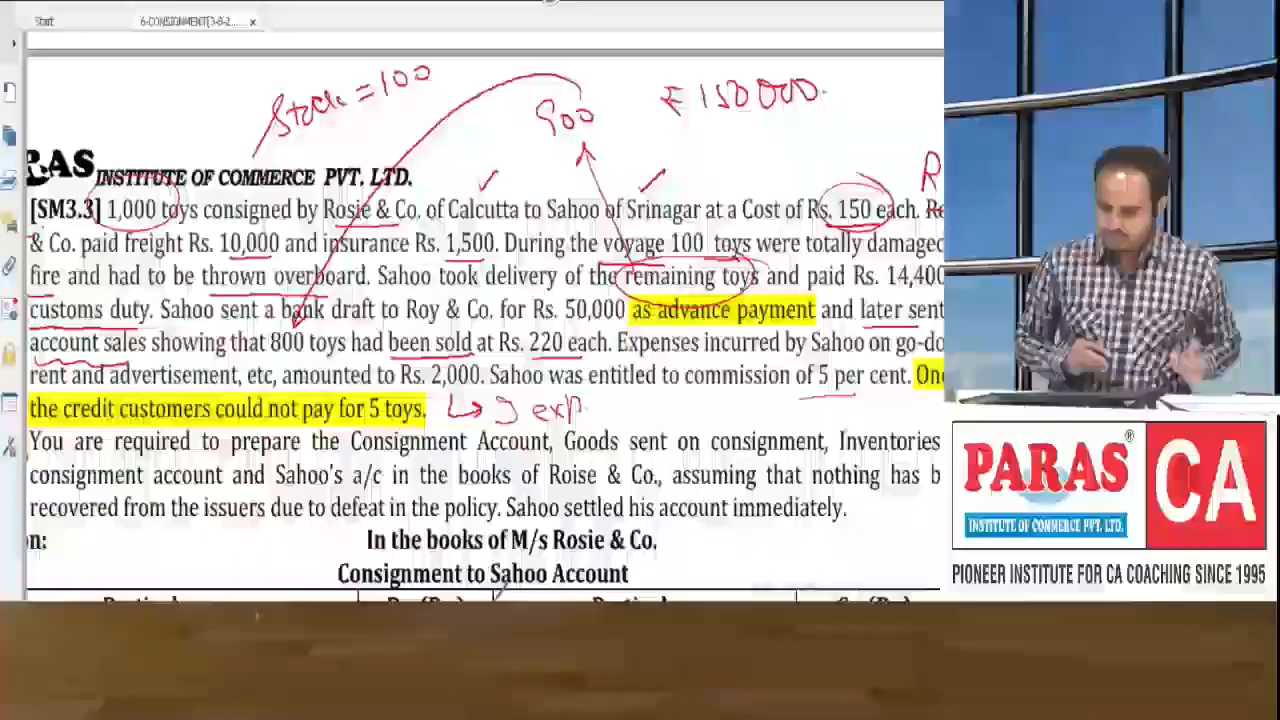 Start
6-CONSIGNMENT(3-8-2...... ×
Stock = 100
900
₹ 150000
RAS INSTITUTE OF COMMERCE PVT. LTD.
R
[SM3.3] 1,000 toys consigned by Rosie & Co. of Calcutta to Sahoo of Srinagar at a Cost of Rs. 150 each. Ro
& Co. paid freight Rs. 10,000 and insurance Rs. 1,500. During the voyage 100 toys were totally damaged
fire and had to be thrown overboard. Sahoo took delivery of the remaining toys and paid Rs. 14,400
customs duty. Sahoo sent a bank draft to Roy & Co. for Rs. 50,000 as advance payment and later sent
account sales showing that 800 toys had been sold at Rs. 220 each. Expenses incurred by Sahoo on go-do
rent and advertisement, etc, amounted to Rs. 2,000. Sahoo was entitled to commission of 5 per cent. One
the credit customers could not pay for 5 toys. exp.
You are required to prepare the Consignment Account, Goods sent on consignment, Inventories
consignment account and Sahoo's a/c in the books of Roise & Co., assuming that nothing has b
recovered from the issuers due to defeat in the policy. Sahoo settled his account immediately.
on: In the books of M/s Rosie & Co.
Consignment to Sahoo Account
PARAS®
INSTITUTE OF COMMERCE PVT. LTD.
CA
PIONEER INSTITUTE FOR CA COACHING SINCE 1995